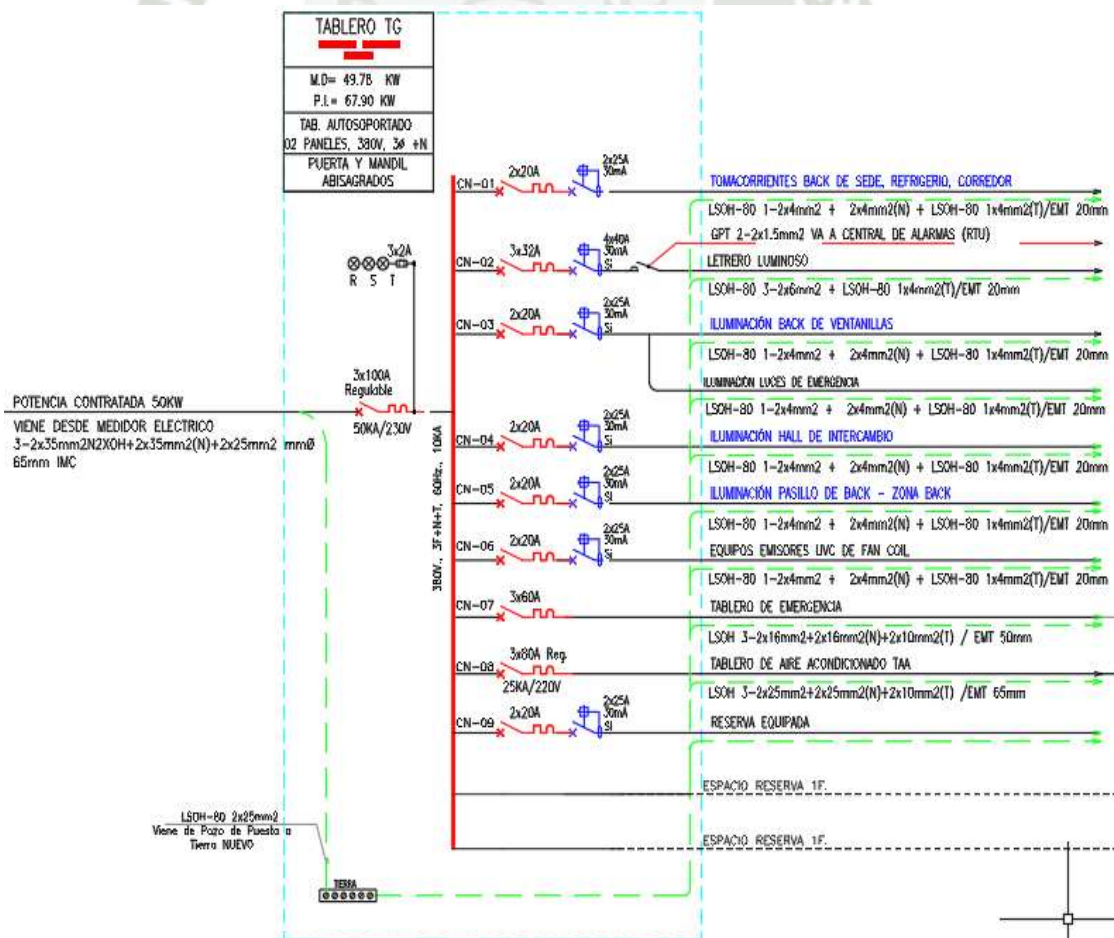 TABLERO TG
M.D= 49.78 KW
P.I.= 67.90 KW
TAB. AUTOSOPORTADO
02 PANELES, 380V, 3Ø +N
PUERTA Y MANDIL
ABISAGRADOS
3x2A
R S T
3x100A
Regulable
50KA/230V
POTENCIA CONTRATADA 50KW
VIENE DESDE MEDIDOR ELECTRICO
3-2x35mm2N2XOH+2x35mm2(N)+2x25mm2 mmØ
65mm IMC
380V., 3F+N+T, 60Hz., 10KA
CN-01 2x20A 2x25A
30mA
TOMACORRIENTES BACK DE SEDE, REFRIGERIO, CORREDOR
LSOH-80 1-2x4mm2 + 2x4mm2(N) + LSOH-80 1x4mm2(T)/EMT 20mm
GPT 2-2x1.5mm2 VA A CENTRAL DE ALARMAS (RTU)
CN-02 3x32A 4x40A
30mA
Si
LETRERO LUMINOSO
LSOH-80 3-2x6mm2 + LSOH-80 1x4mm2(T)/EMT 20mm
CN-03 2x20A 2x25A
30mA
Si
ILUMINACIÓN BACK DE VENTANILLAS
LSOH-80 1-2x4mm2 + 2x4mm2(N) + LSOH-80 1x4mm2(T)/EMT 20mm
ILUMINACIÓN LUCES DE EMERGENCIA
LSOH-80 1-2x4mm2 + 2x4mm2(N) + LSOH-80 1x4mm2(T)/EMT 20mm
CN-04 2x20A 2x25A
30mA
Si
ILUMINACIÓN HALL DE INTERCAMBIO
LSOH-80 1-2x4mm2 + 2x4mm2(N) + LSOH-80 1x4mm2(T)/EMT 20mm
CN-05 2x20A 2x25A
30mA
SI
ILUMINACIÓN PASILLO DE BACK - ZONA BACK
LSOH-80 1-2x4mm2 + 2x4mm2(N) + LSOH-80 1x4mm2(T)/EMT 20mm
CN-06 2x20A 2x25A
30mA
Si
EQUIPOS EMISORES UVC DE FAN COIL
LSOH-80 1-2x4mm2 + 2x4mm2(N) + LSOH-80 1x4mm2(T)/EMT 20mm
CN-07 3x60A
TABLERO DE EMERGENCIA
LSOH 3-2x16mm2+2x16mm2(N)+2x10mm2(T) / EMT 50mm
CN-08 3x80A Reg.
25KA/220V
TABLERO DE AIRE ACONDICIONADO TAA
LSOH 3-2x25mm2+2x25mm2(N)+2x10mm2(T) /EMT 65mm
CN-09 2x20A 2x25A
30mA
SI
RESERVA EQUIPADA
ESPACIO RESERVA 1F.
ESPACIO RESERVA 1F.
LSOH-80 2x25mm2
Viene de Pozo de Puesta a
Tierra NUEVO
TIERRA